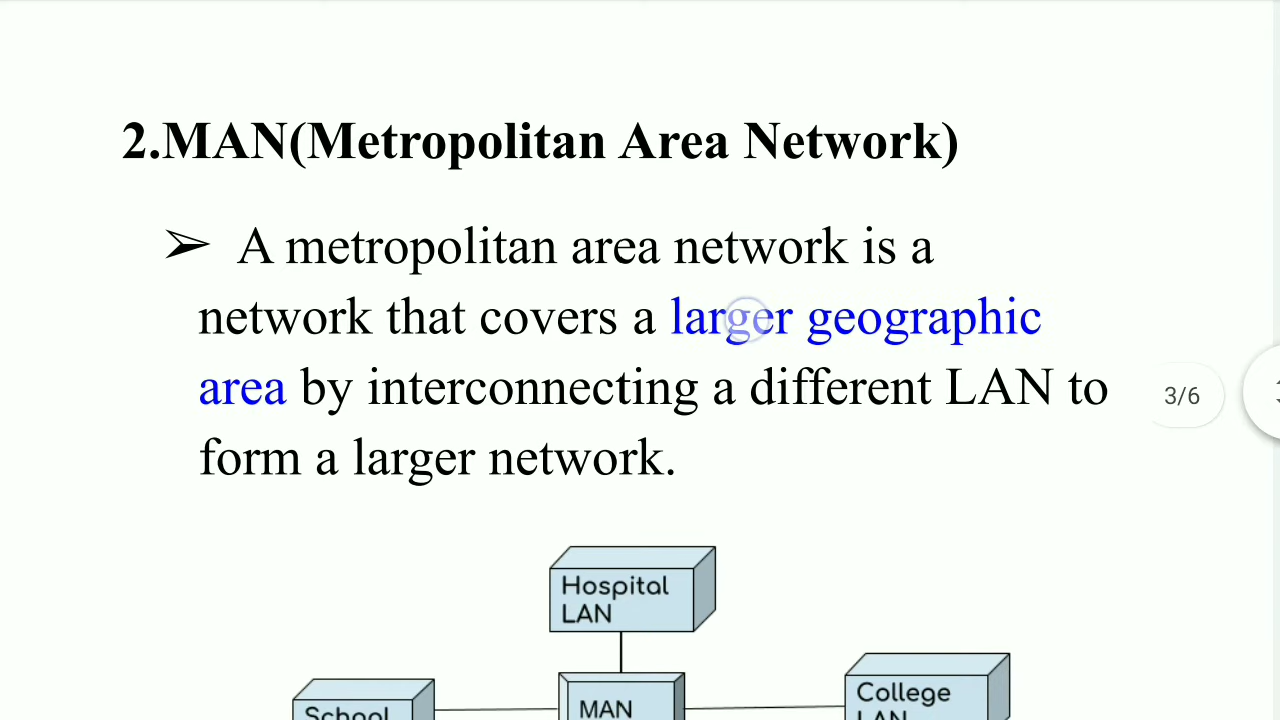 2.MAN(Metropolitan Area Network)
➢ A metropolitan area network is a
network that covers a larger geographic
area by interconnecting a different LAN to
form a larger network.
3/6
Hospital
LAN
College
LAN
School
MAN